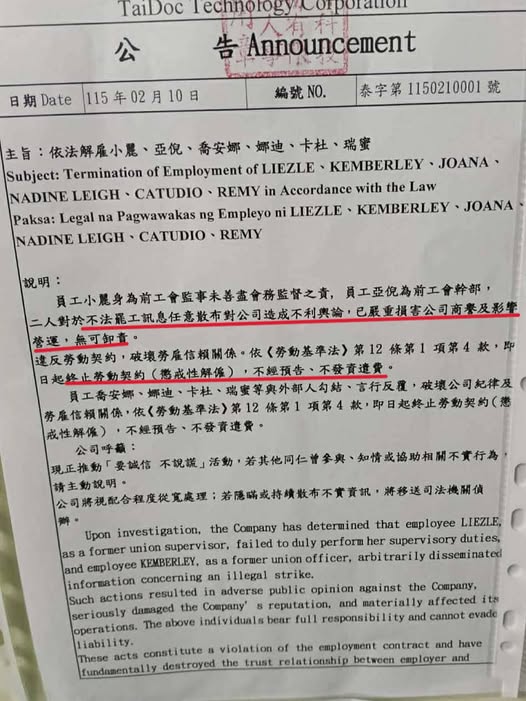 TaiDoc Technology Corporation
公 告 Announcement
日期 Date 115 年 02 月 10 日 編號 NO. 泰字第 1150210001 號
主旨：依法解雇小麗、亞倪、喬安娜、娜迪、卡杜、瑞蜜
Subject: Termination of Employment of LIEZLE、KEMBERLEY、JOANA、
NADINE LEIGH、CATUDIO、REMY in Accordance with the Law
Paksa: Legal na Pagwawakas ng Empleyo ni LIEZLE、KEMBERLEY、JOANA、
NADINE LEIGH、CATUDIO、REMY
說明：
員工小麗身為前工會監事未善盡會務監督之責，員工亞倪為前工會幹部，
二人對於不法罷工訊息任意散布對公司造成不利輿論，已嚴重損害公司商譽及影響
營運，無可卸責。
違反勞動契約，破壞勞雇信賴關係。依《勞動基準法》第 12 條第 1 項第 4 款，即
日起終止勞動契約（懲戒性解僱），不經預告、不發資遣費。
員工喬安娜、娜迪、卡杜、瑞蜜等與外部人勾結、言行反覆，破壞公司紀律及
勞雇信賴關係，依《勞動基準法》第 12 條第 1 項第 4 款，即日起終止勞動契約（懲
戒性解僱），不經預告、不發資遣費。
公司呼籲：
現正推動「要誠信 不說謊」活動，若其他同仁曾參與、知情或協助相關不實行為，
請主動說明。
公司將視配合程度從寬處理；若隱瞞或持續散布不實資訊，將移送司法機關偵
辦。
Upon investigation, the Company has determined that employee LIEZLE,
as a former union supervisor, failed to duly perform her supervisory duties,
and employee KEMBERLEY, as a former union officer, arbitrarily disseminated
information concerning an illegal strike.
Such actions resulted in adverse public opinion against the Company,
seriously damaged the Company's reputation, and materially affected its
operations. The above individuals bear full responsibility and cannot evade
liability.
These acts constitute a violation of the employment contract and have
fundamentally destroyed the trust relationship between employer and